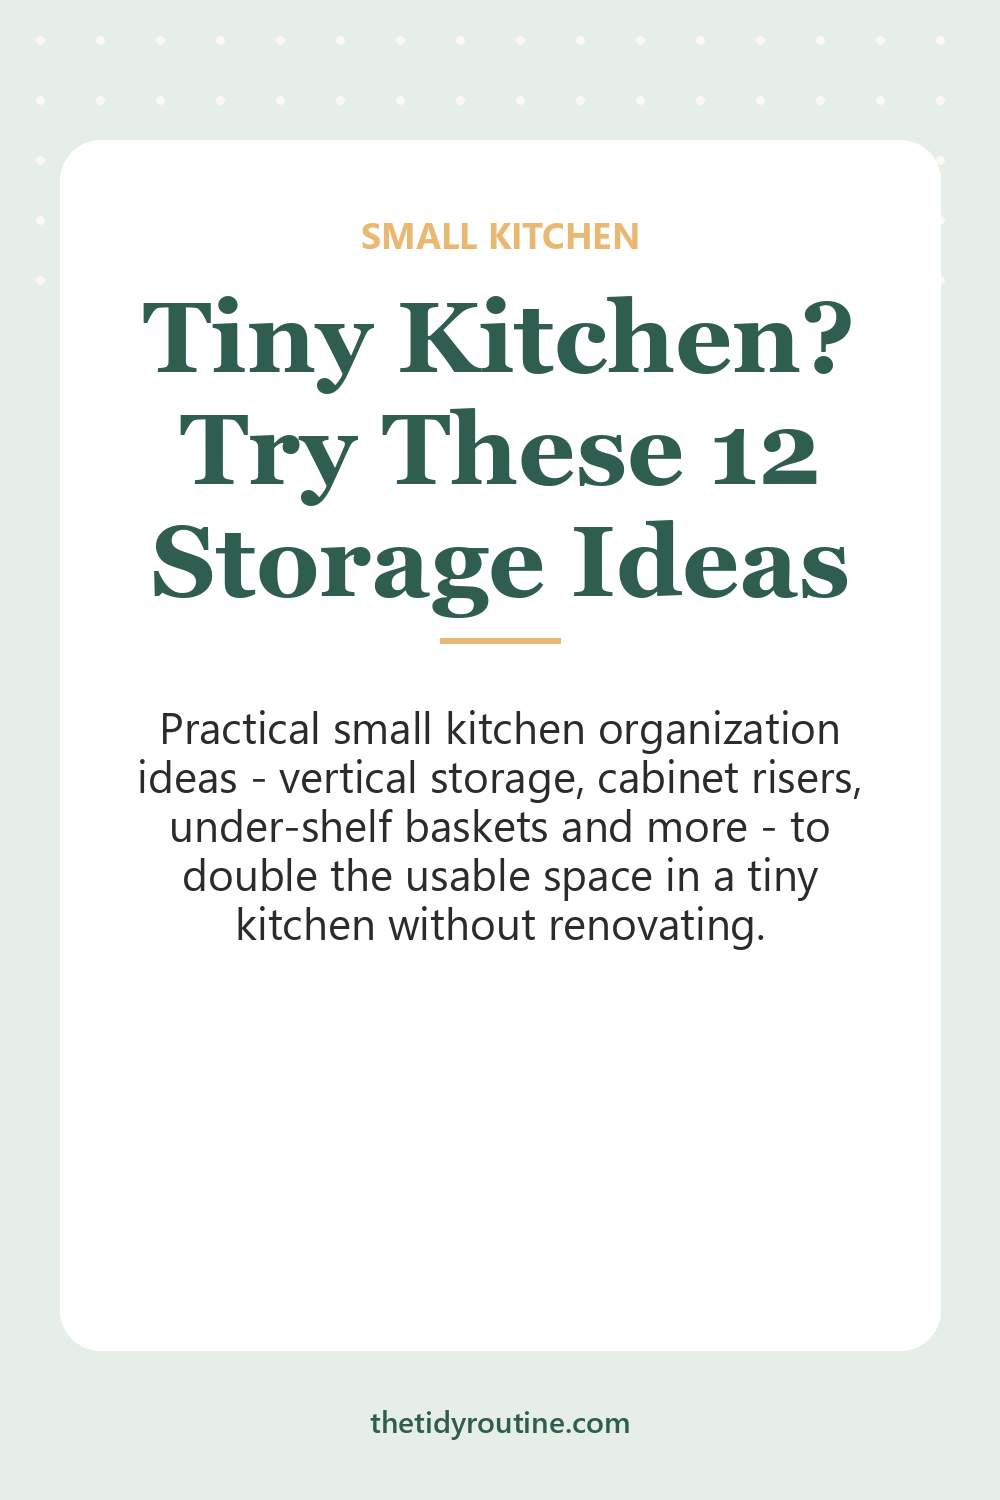 SMALL KITCHEN
Tiny Kitchen?
Try These 12
Storage Ideas
Practical small kitchen organization
ideas - vertical storage, cabinet risers,
under-shelf baskets and more - to
double the usable space in a tiny
kitchen without renovating.
thetidyroutine.com